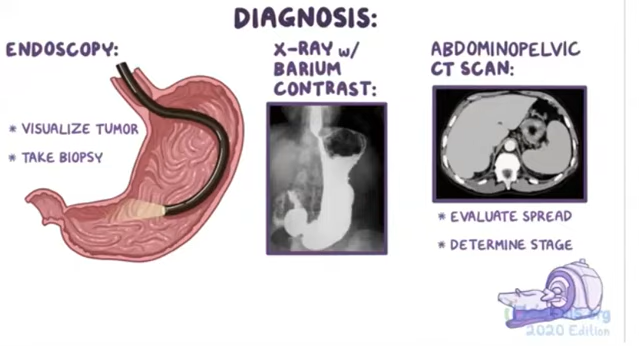 DIAGNOSIS:
ENDOSCOPY:
* VISUALIZE TUMOR
* TAKE BIOPSY
X-RAY w/
BARIUM
CONTRAST:
ABDOMINOPELVIC
CT SCAN:
* EVALUATE SPREAD
* DETERMINE STAGE
2020 Edition